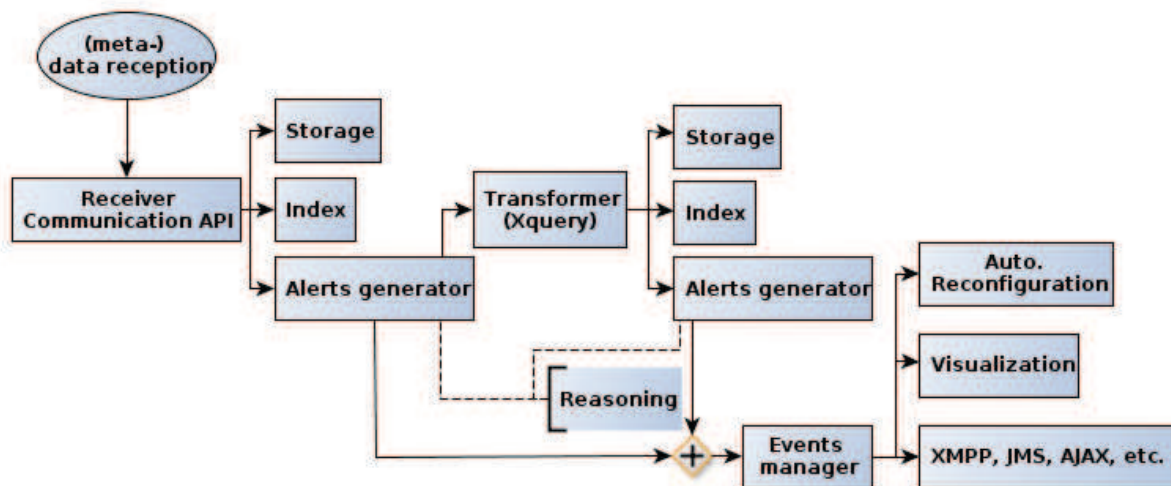 (meta-)
data reception
Receiver
Communication API
Storage
Index
Alerts generator
Transformer
(Xquery)
Storage
Index
Alerts generator
Reasoning
Events
manager
Auto.
Reconfiguration
Visualization
XMPP, JMS, AJAX, etc.